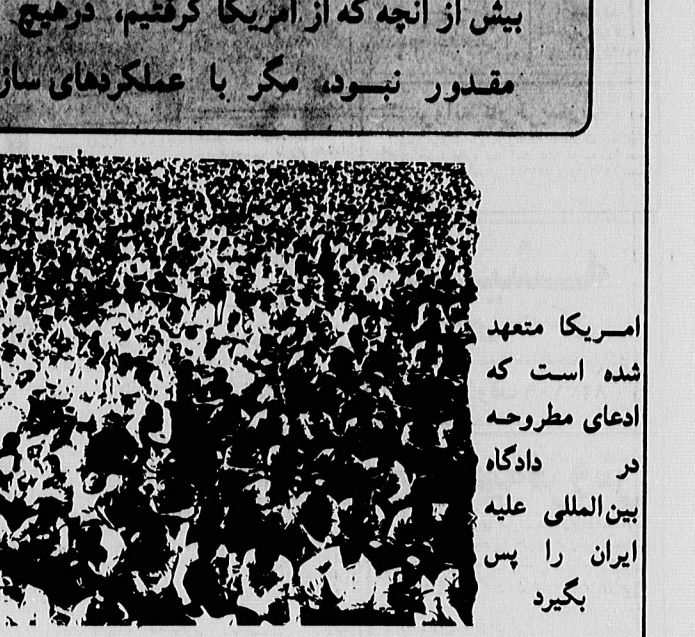 بیش از آنچه که از امریکا گرفتیم، درهیچ
مقدور نبود، مگر با عملکردهای
امریکا متعهد
شده است که
ادعای مطروحه
در دادگاه
بین‌المللی علیه
ایران را پس
بگیرد